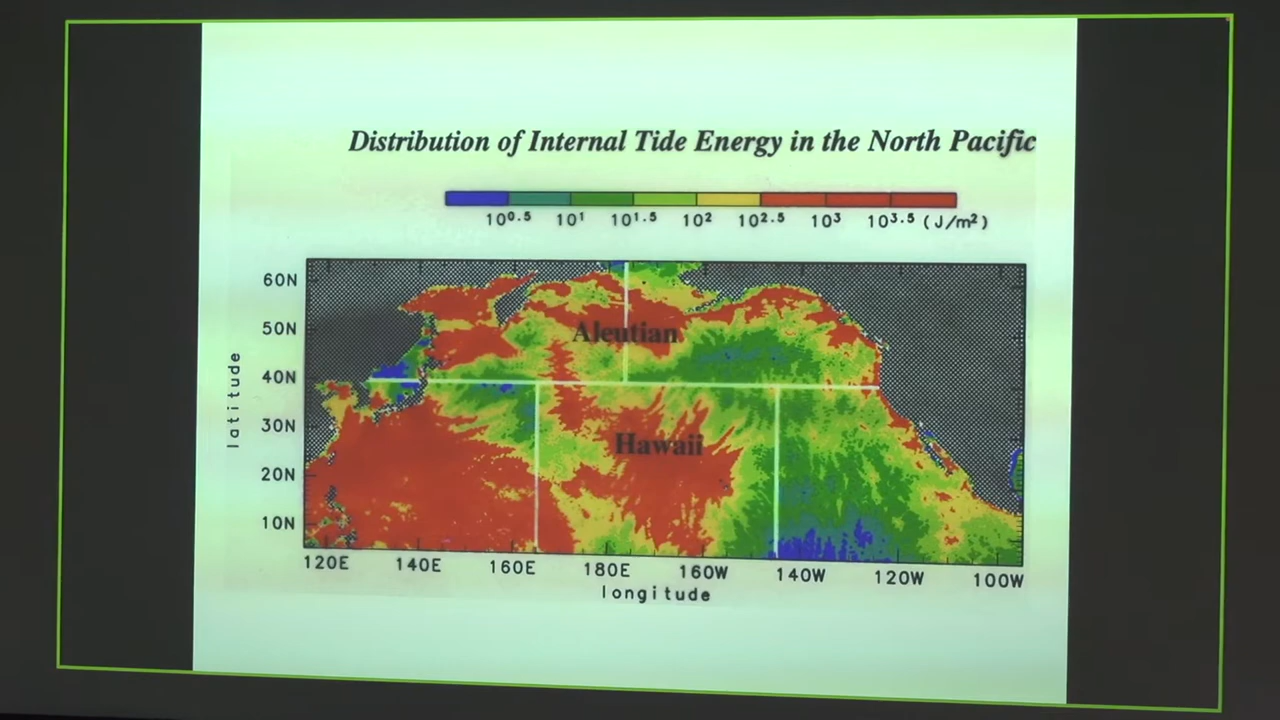 Distribution of Internal Tide Energy in the North Pacific
10^0.5 10^1 10^1.5 10^2 10^2.5 10^3 10^3.5 (J/m²)
60N
50N
40N
30N
20N
10N
latitude
Aleutian
Hawaii
120E 140E 160E 180E 160W 140W 120W 100W
longitude